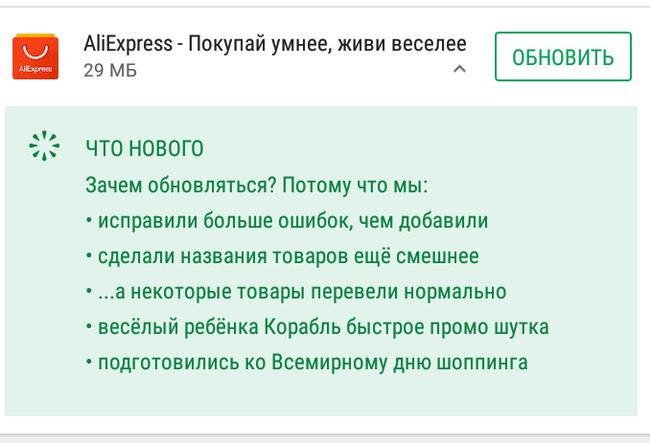 AliExpress - Покупай умнее, живи веселее
29 МБ
ОБНОВИТЬ
AliExpress
ЧТО НОВОГО
Зачем обновляться? Потому что мы:
• исправили больше ошибок, чем добавили
• сделали названия товаров ещё смешнее
• ...а некоторые товары перевели нормально
• весёлый ребёнка Корабль быстрое промо шутка
• подготовились ко Всемирному дню шоппинга